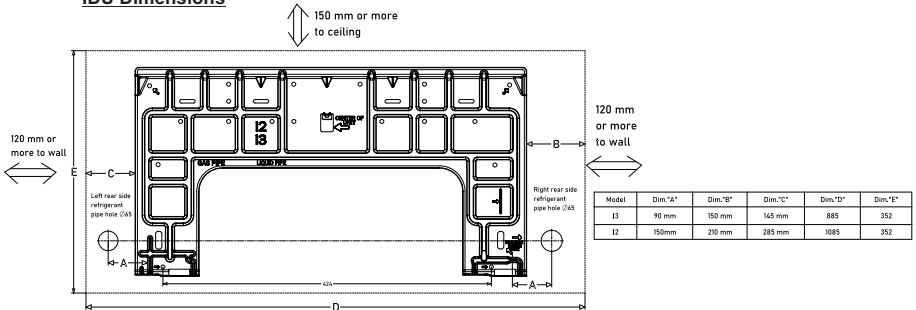 IDU Dimensions
150 mm or more
to ceiling
120 mm or
more to wall
120 mm
or more
to wall
CENTER OF
UNIT
I2
I3
GAS PIPE
LIQUID PIPE
E
C
B
Left rear side
refrigerant
pipe hole Ø65
Right rear side
refrigerant
pipe hole Ø65
A
A
424
D
Model Dim."A" Dim."B" Dim."C" Dim."D" Dim."E"
I3 90 mm 150 mm 145 mm 885 352
I2 150mm 210 mm 285 mm 1085 352